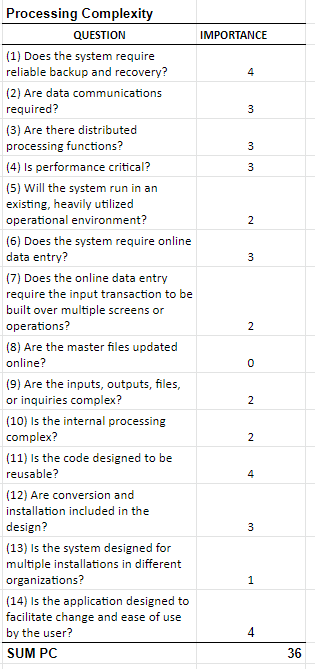 Processing Complexity
QUESTION IMPORTANCE
(1) Does the system require
reliable backup and recovery? 4
(2) Are data communications
required? 3
(3) Are there distributed
processing functions? 3
(4) Is performance critical? 3
(5) Will the system run in an
existing, heavily utilized
operational environment? 2
(6) Does the system require online
data entry? 3
(7) Does the online data entry
require the input transaction to be
built over multiple screens or
operations? 2
(8) Are the master files updated
online? 0
(9) Are the inputs, outputs, files,
or inquiries complex? 2
(10) Is the internal processing
complex? 2
(11) Is the code designed to be
reusable? 4
(12) Are conversion and
installation included in the
design? 3
(13) Is the system designed for
multiple installations in different
organizations? 1
(14) Is the application designed to
facilitate change and ease of use
by the user? 4
SUM PC 36